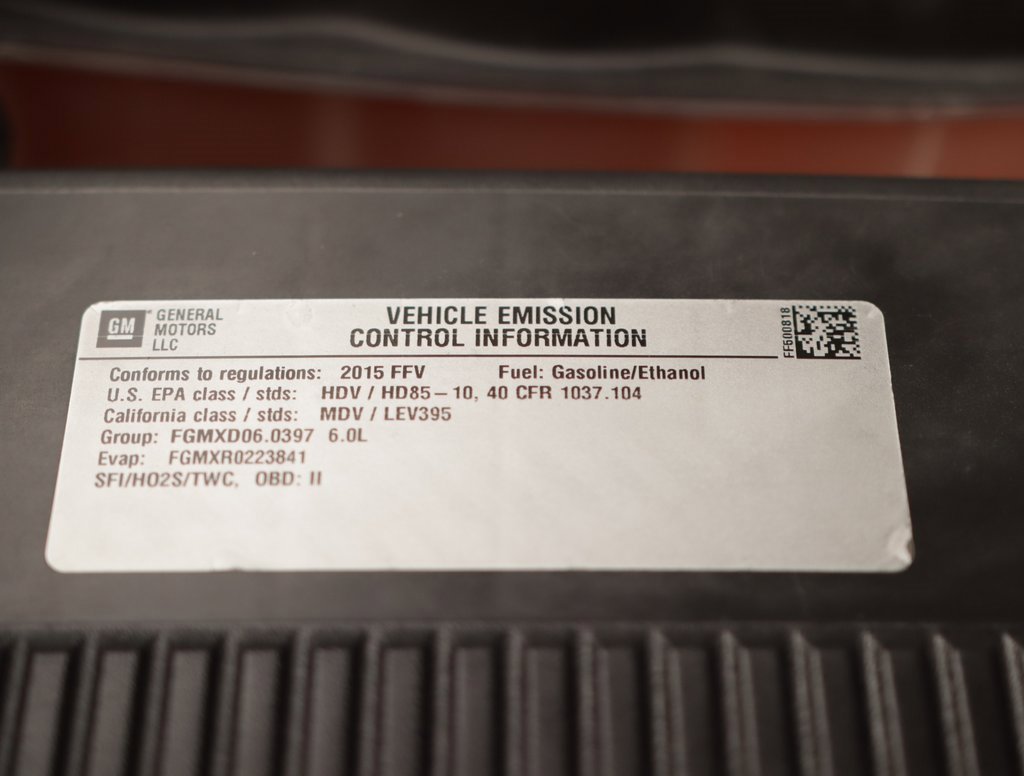 GM GENERAL MOTORS LLC
VEHICLE EMISSION
CONTROL INFORMATION
FF500818
Conforms to regulations: 2015 FFV Fuel: Gasoline/Ethanol
U.S. EPA class / stds: HDV / HD85–10, 40 CFR 1037.104
California class / stds: MDV / LEV395
Group: FGMXD06.0397 6.0L
Evap: FGMXR0223841
SFI/HO2S/TWC, OBD: II